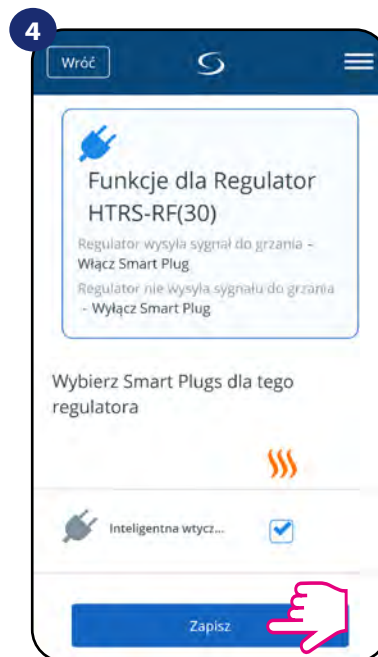 4
Wróć
Funkcje dla Regulator
HTRS-RF(30)
Regulator wysyła sygnał do grzania –
Włącz Smart Plug
Regulator nie wysyła sygnału do grzania
- Wyłącz Smart Plug
Wybierz Smart Plugs dla tego
regulatora
Inteligentna wtycz...
Zapisz